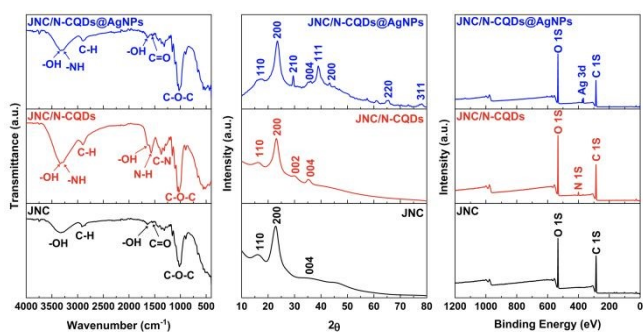 JNC/N-CQDs@AgNPs
-OH
-NH
C-H
-OH
C=O
C-O-C
JNC/N-CQDs
-OH
-NH
C-H
-OH
N-H
C-N
C-O-C
JNC
-OH
C-H
-OH
C=O
C-O-C
Transmittance (a.u.)
4000 3500 3000 2500 2000 1500 1000 500
Wavenumber (cm-1)
JNC/N-CQDs@AgNPs
110
200
210
004
111
200
220
311
JNC/N-CQDs
110
200
002
004
JNC
110
200
004
Intensity (a.u.)
10 20 30 40 50 60 70 80
2θ
JNC/N-CQDs@AgNPs
O 1S
Ag 3d
C 1S
JNC/N-CQDs
O 1S
N 1S
C 1S
JNC
O 1S
C 1S
Intensity (a.u.)
1200 1000 800 600 400 200 0
Binding Energy (eV)